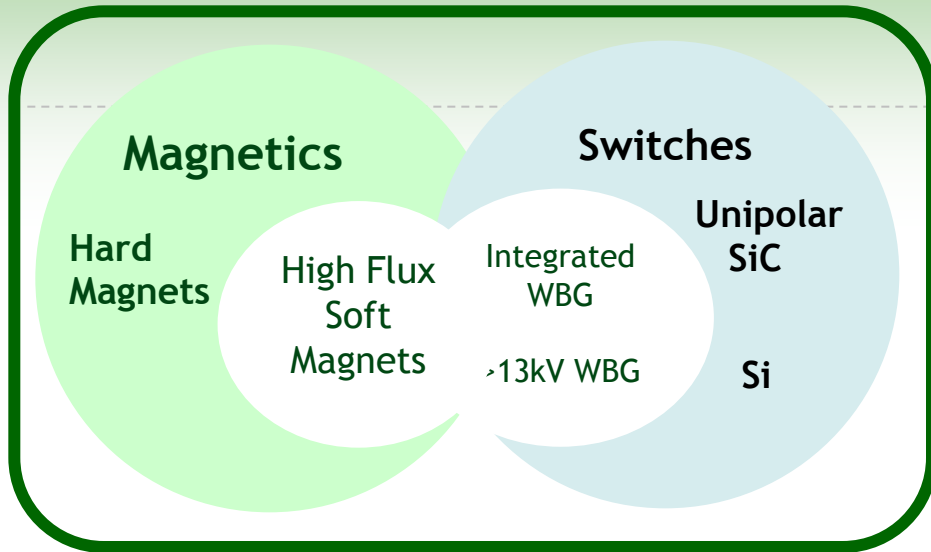 Magnetics
Hard
Magnets
High Flux
Soft
Magnets
Switches
Integrated
WBG
>13kV WBG
Unipolar
SiC
Si